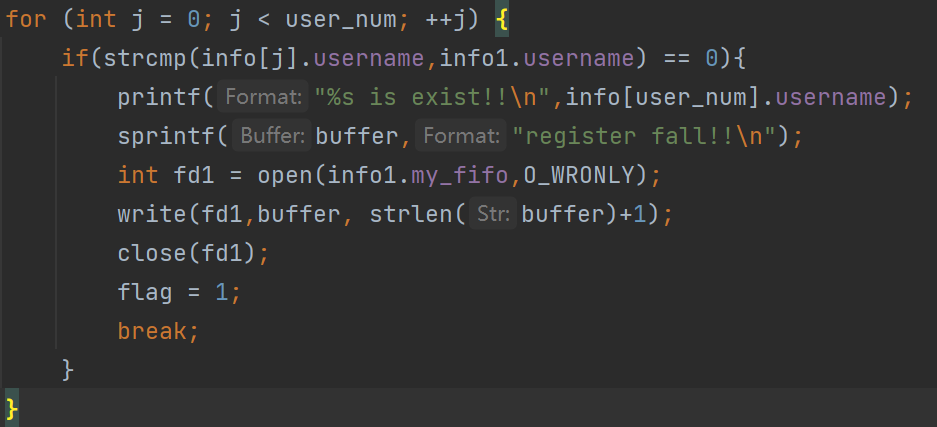 for (int j = 0; j < user_num; ++j) {
    if(strcmp(info[j].username,info1.username) == 0){
        printf( Format: "%s is exist!!\n",info[user_num].username);
        sprintf( Buffer: buffer, Format: "register fall!!\n");
        int fd1 = open(info1.my_fifo,O_WRONLY);
        write(fd1,buffer, strlen( Str: buffer)+1);
        close(fd1);
        flag = 1;
        break;
    }
}